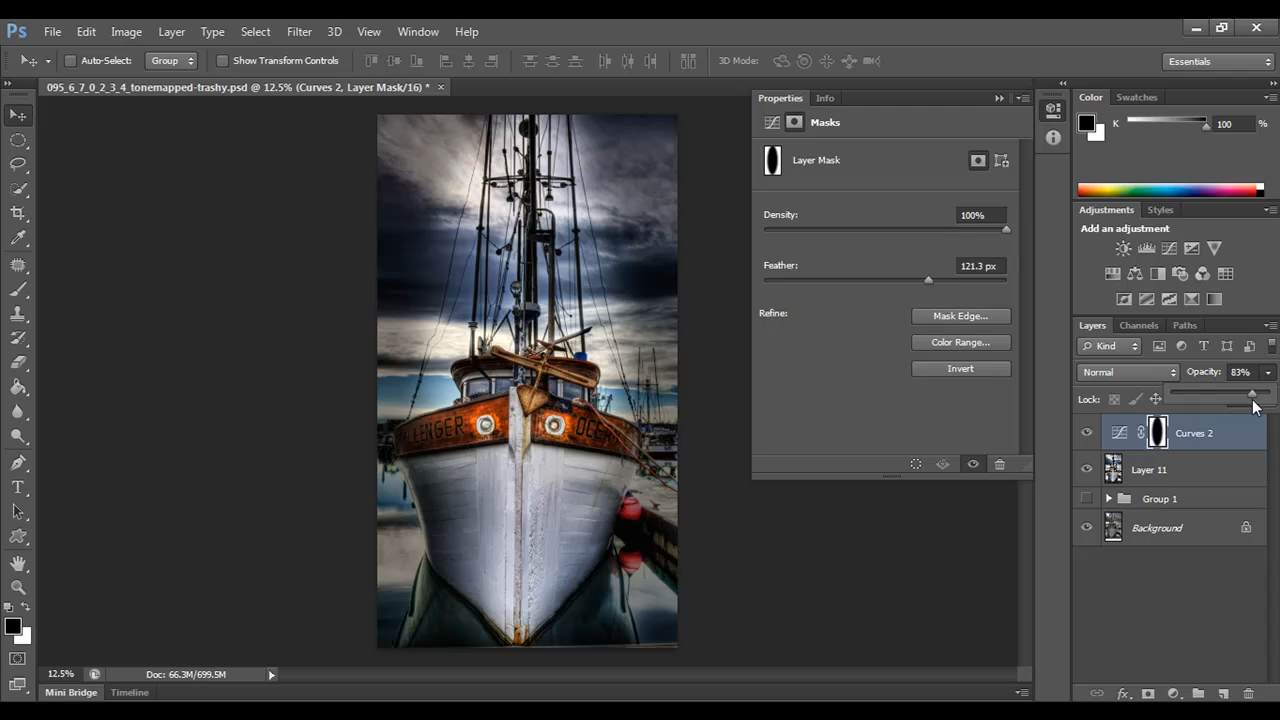 Ps File Edit Image Layer Type Select Filter 3D View Window Help
Auto-Select: Group Show Transform Controls 3D Mode: Essentials
095_6_7_0_2_3_4_tonemapped-trashy.psd @ 12.5% (Curves 2, Layer Mask/16) * ×
Properties Info
Masks
Layer Mask
Density: 100%
Feather: 121.3 px
Refine: Mask Edge...
Color Range...
Invert
Color Swatches
K 100 %
Adjustments Styles
Add an adjustment
Layers Channels Paths
Kind
Normal Opacity: 83%
Lock:
Curves 2
Layer 11
Group 1
Background
12.5% Doc: 66.3M/699.5M
Mini Bridge Timeline